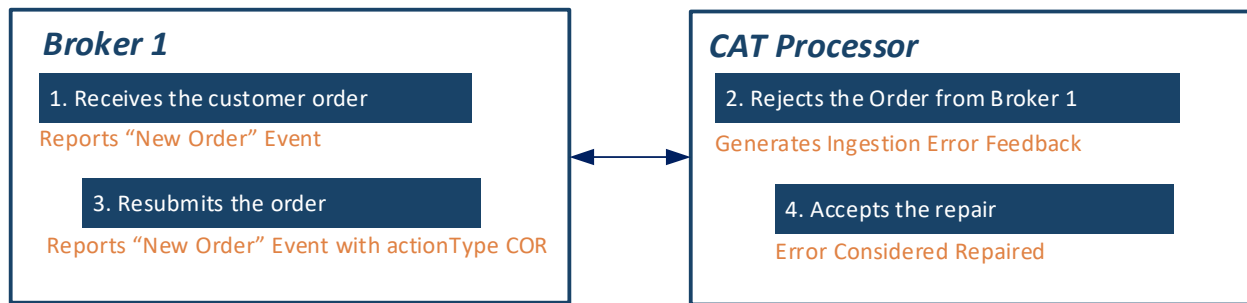 Broker 1
1. Receives the customer order
Reports “New Order” Event
3. Resubmits the order
Reports “New Order” Event with actionType COR
CAT Processor
2. Rejects the Order from Broker 1
Generates Ingestion Error Feedback
4. Accepts the repair
Error Considered Repaired